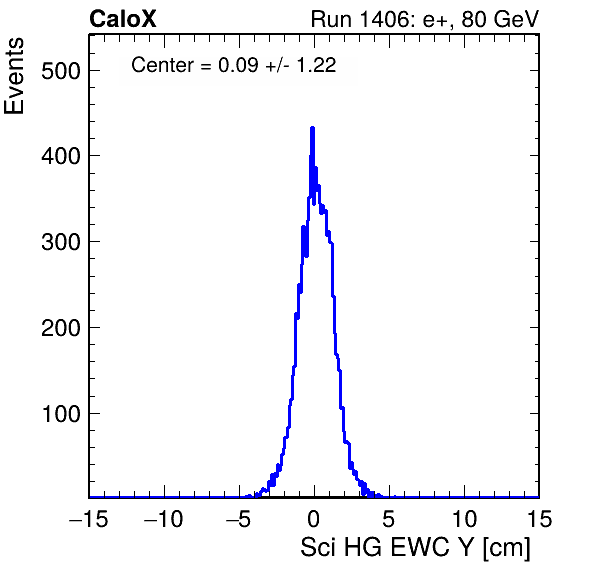 CaloX Run 1406: e+, 80 GeV
Center = 0.09 +/- 1.22
Events
500
400
300
200
100
−15 −10 −5 0 5 10 15
Sci HG EWC Y [cm]